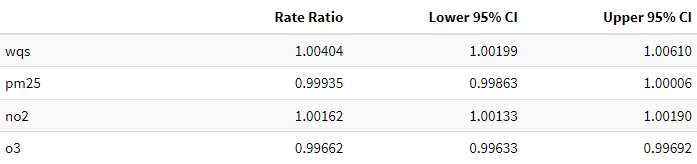 Rate Ratio Lower 95% CI Upper 95% CI
wqs 1.00404 1.00199 1.00610
pm25 0.99935 0.99863 1.00006
no2 1.00162 1.00133 1.00190
o3 0.99662 0.99633 0.99692